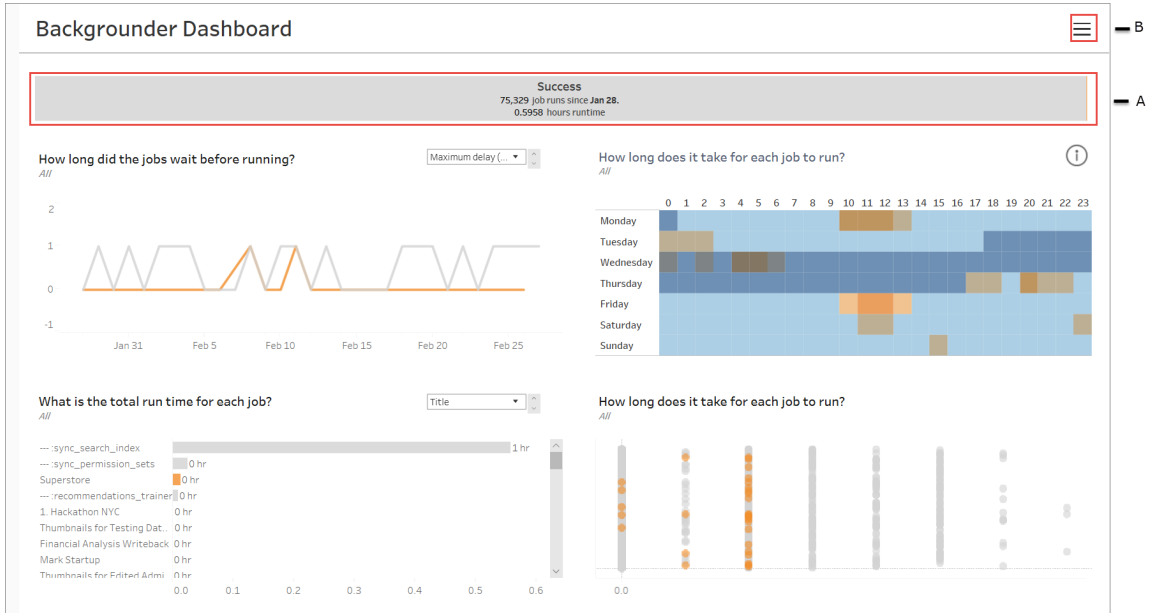 Backgrounder Dashboard
B
Success
75,329 job runs since Jan 28.
0.5958 hours runtime
A
How long did the jobs wait before running?
All
Maximum delay (...
2
1
0
-1
Jan 31 Feb 5 Feb 10 Feb 15 Feb 20 Feb 25
How long does it take for each job to run?
All
0 1 2 3 4 5 6 7 8 9 10 11 12 13 14 15 16 17 18 19 20 21 22 23
Monday
Tuesday
Wednesday
Thursday
Friday
Saturday
Sunday
What is the total run time for each job?
All
Title
--- :sync_search_index 1 hr
--- :sync_permission_sets 0 hr
Superstore 0 hr
--- :recommendations_trainer 0 hr
1. Hackathon NYC 0 hr
Thumbnails for Testing Dat.. 0 hr
Financial Analysis Writeback 0 hr
Mark Startup 0 hr
Thumbnails for Edited Admi.. 0 hr
0.0 0.1 0.2 0.3 0.4 0.5 0.6
How long does it take for each job to run?
All
0.0